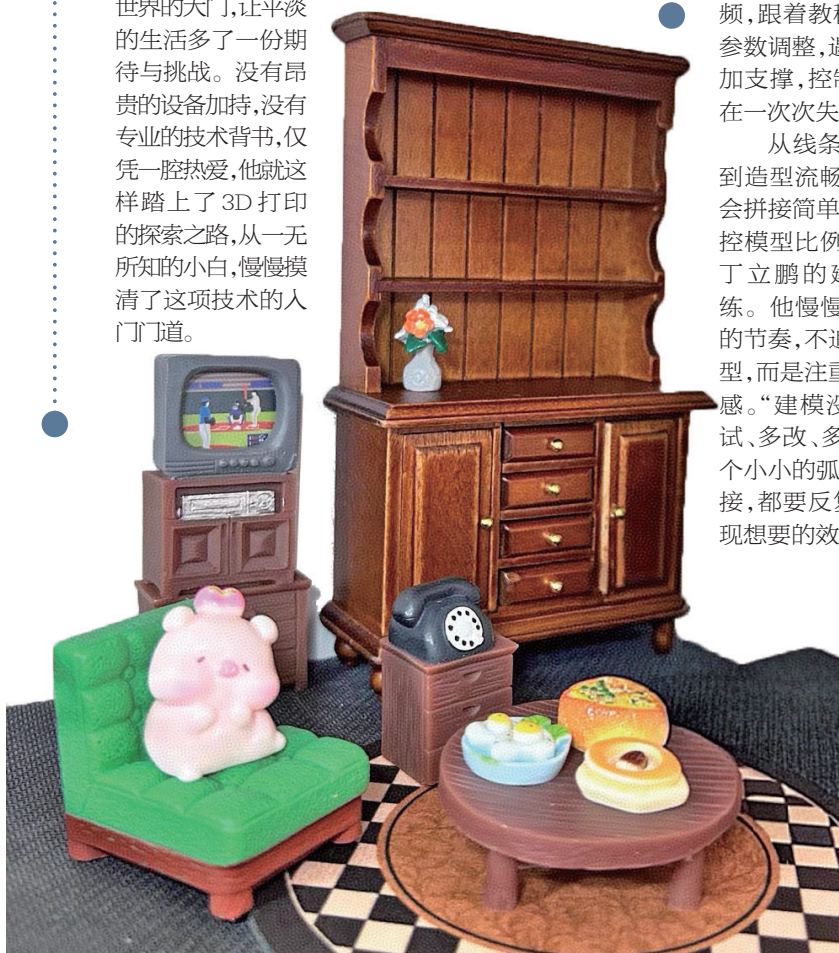 世界的大门,让平淡
的生活多了一份期
待与挑战。没有昂
贵的设备加持,没有
专业的技术背书,仅
凭一腔热爱,他就这
样踏上了3D打印
的探索之路,从一无
所知的小白,慢慢摸
清了这项技术的入
门门道。
频,跟着教
参数调整,
加支撑,控
在一次次失
从线条
到造型流畅
会拼接简单
控模型比例
丁立鹏的
练。他慢慢
的节奏,不
型,而是注重
感。“建模没
试、多改、多
个小小的弧
接,都要反
现想要的效